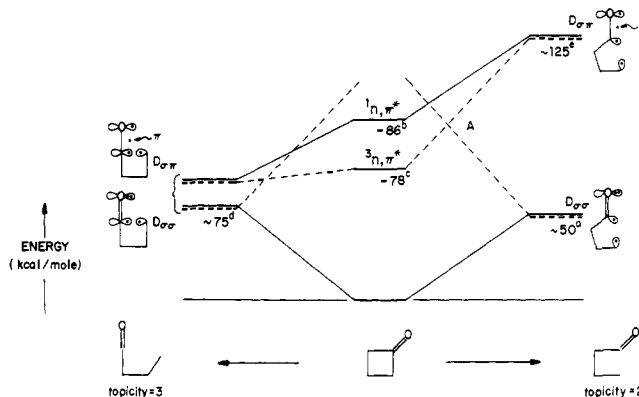 Dσπ
~125ᵉ
¹n,π*
~86ᵇ
A
π
Dσπ
³n,π*
~78ᶜ
Dσσ
~75ᵈ
Dσσ
~50ᵃ
ENERGY
(kcal/mole)
O
O
O
topicity=3
topicity=2